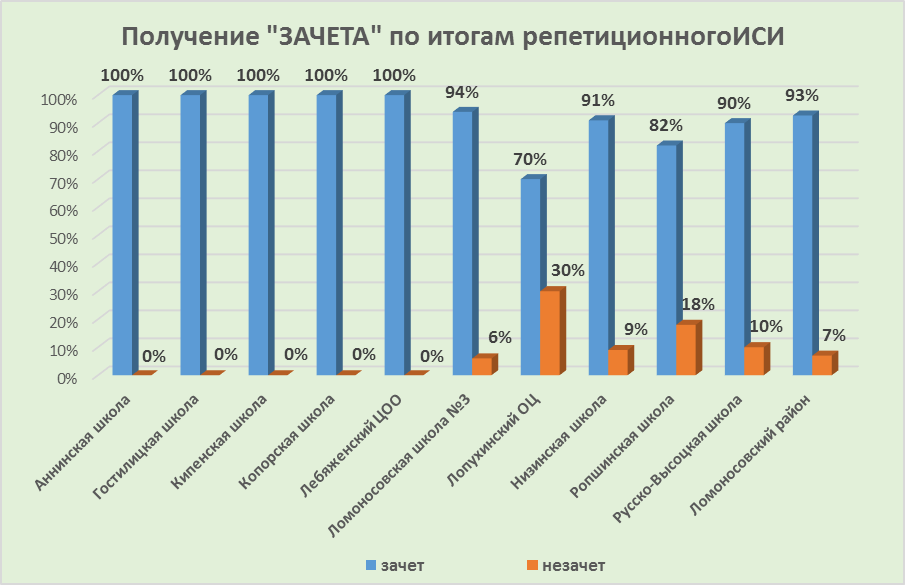 Получение "ЗАЧЕТА" по итогам репетиционногоИСИ
100% 100% 100% 100% 100% 94% 70% 91% 82% 90% 93%
0% 0% 0% 0% 0% 6% 30% 9% 18% 10% 7%
100%
90%
80%
70%
60%
50%
40%
30%
20%
10%
0%
Аннинская школа
Гостилицкая школа
Кипенская школа
Копорская школа
Лебяженский ЦОО
Ломоносовская школа №3
Лопухинский ОЦ
Низинская школа
Ропшинская школа
Русско-Высоцкая школа
Ломоносовский район
зачет незачет